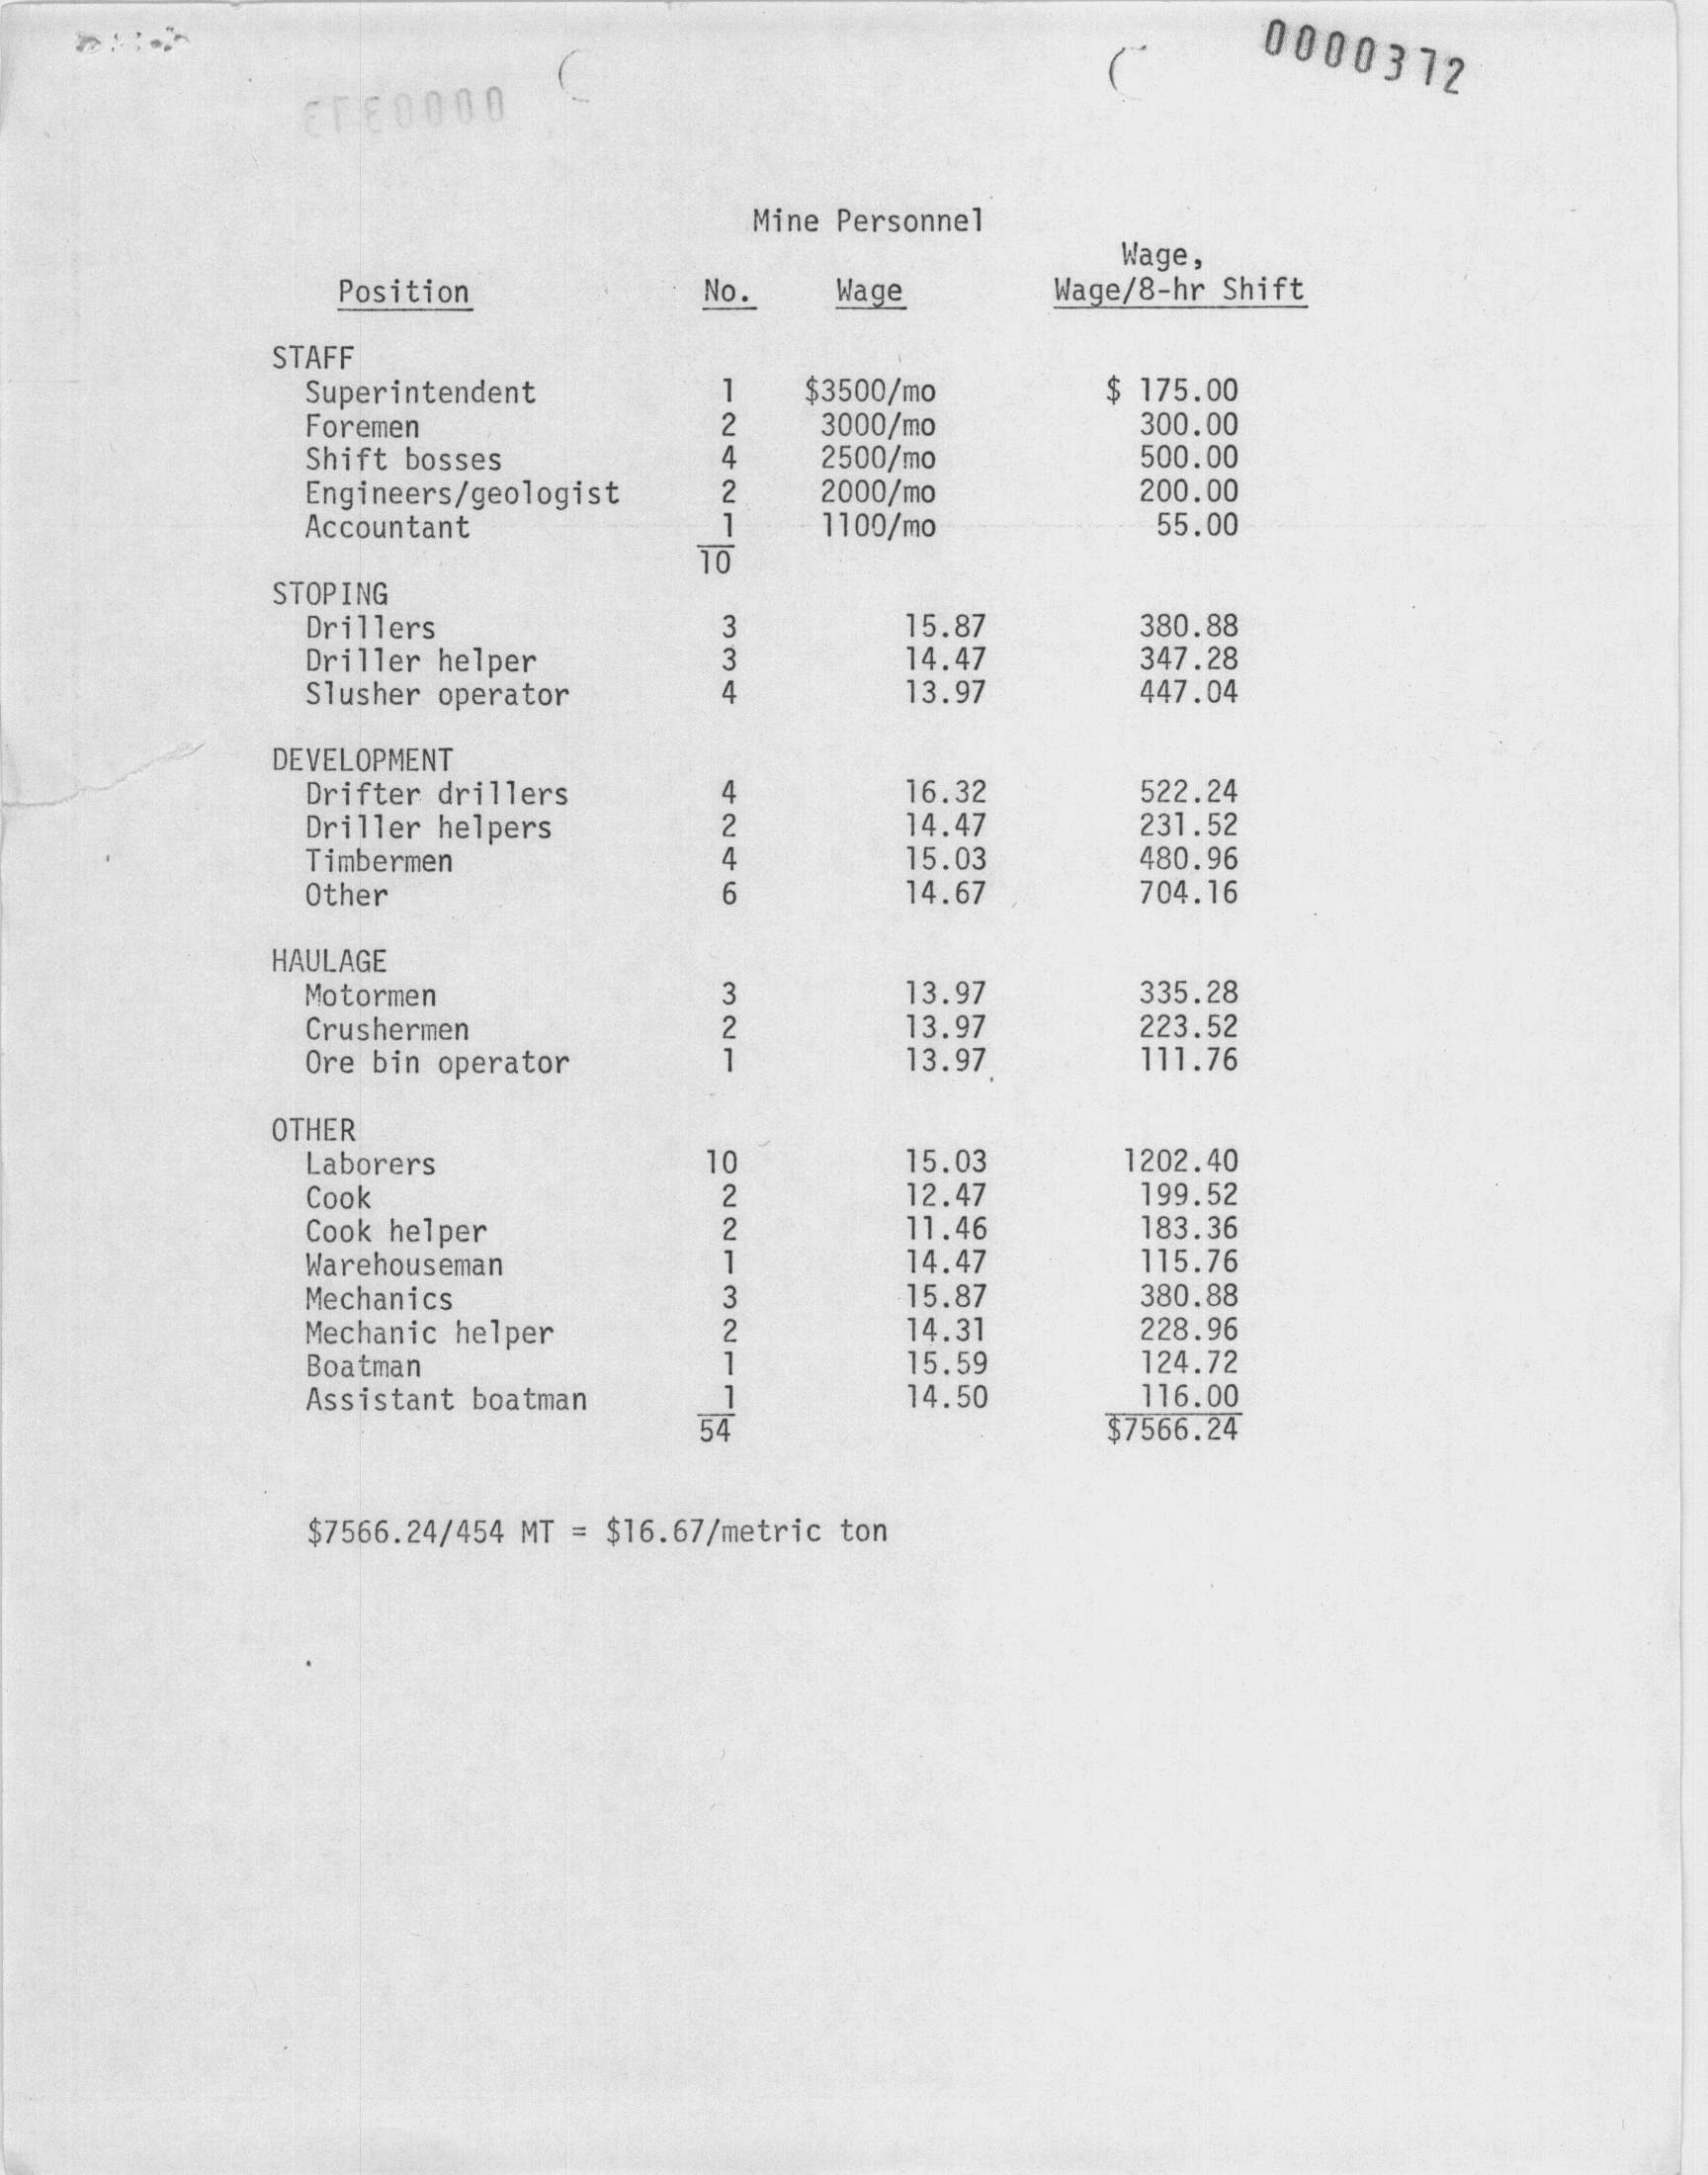 0000372
0000373
Mine Personnel
Wage,
Position No. Wage Wage/8-hr Shift
STAFF
Superintendent 1 $3500/mo $ 175.00
Foremen 2 3000/mo 300.00
Shift bosses 4 2500/mo 500.00
Engineers/geologist 2 2000/mo 200.00
Accountant 1 1100/mo 55.00
10
STOPING
Drillers 3 15.87 380.88
Driller helper 3 14.47 347.28
Slusher operator 4 13.97 447.04
DEVELOPMENT
Drifter drillers 4 16.32 522.24
Driller helpers 2 14.47 231.52
Timbermen 4 15.03 480.96
Other 6 14.67 704.16
HAULAGE
Motormen 3 13.97 335.28
Crushermen 2 13.97 223.52
Ore bin operator 1 13.97 111.76
OTHER
Laborers 10 15.03 1202.40
Cook 2 12.47 199.52
Cook helper 2 11.46 183.36
Warehouseman 1 14.47 115.76
Mechanics 3 15.87 380.88
Mechanic helper 2 14.31 228.96
Boatman 1 15.59 124.72
Assistant boatman 1 14.50 116.00
54 $7566.24
$7566.24/454 MT = $16.67/metric ton